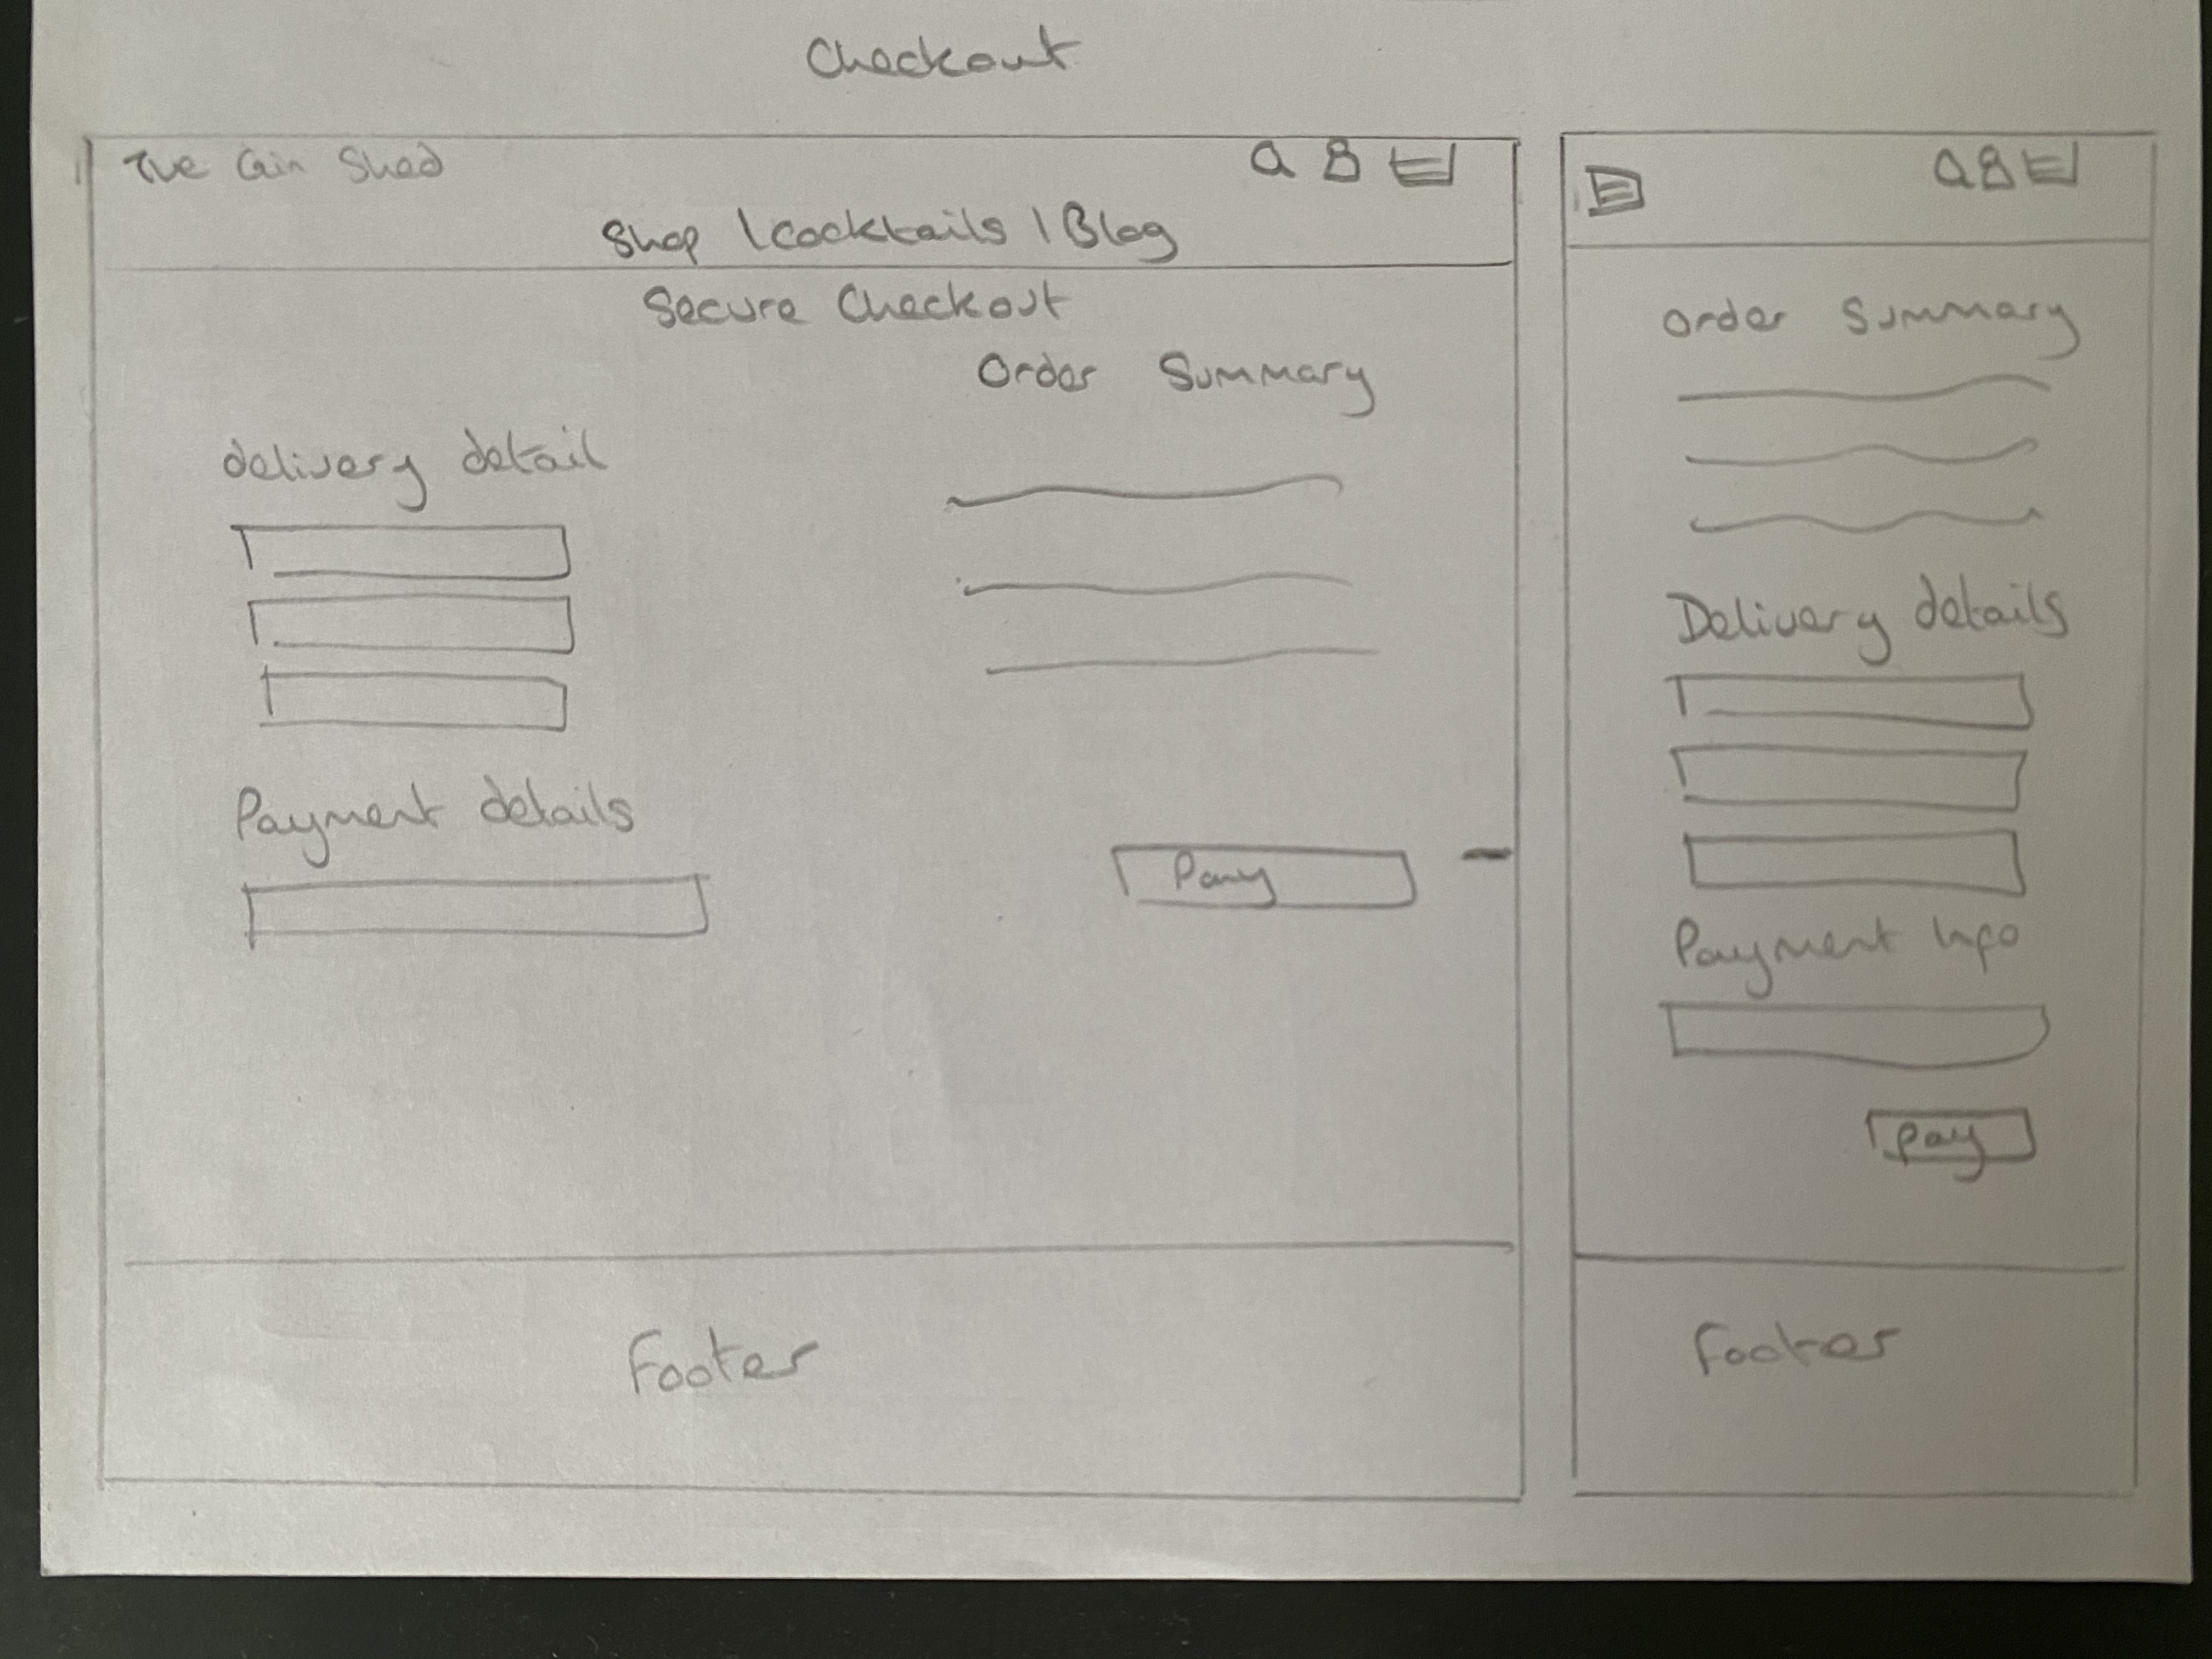 Checkout
The Gin Shed
Shop | Cocktails | Blog
Secure Checkout
Order Summary
delivery detail
Payment details
Pay
Footer
Order Summary
Delivery details
Payment Info
Pay
Footer